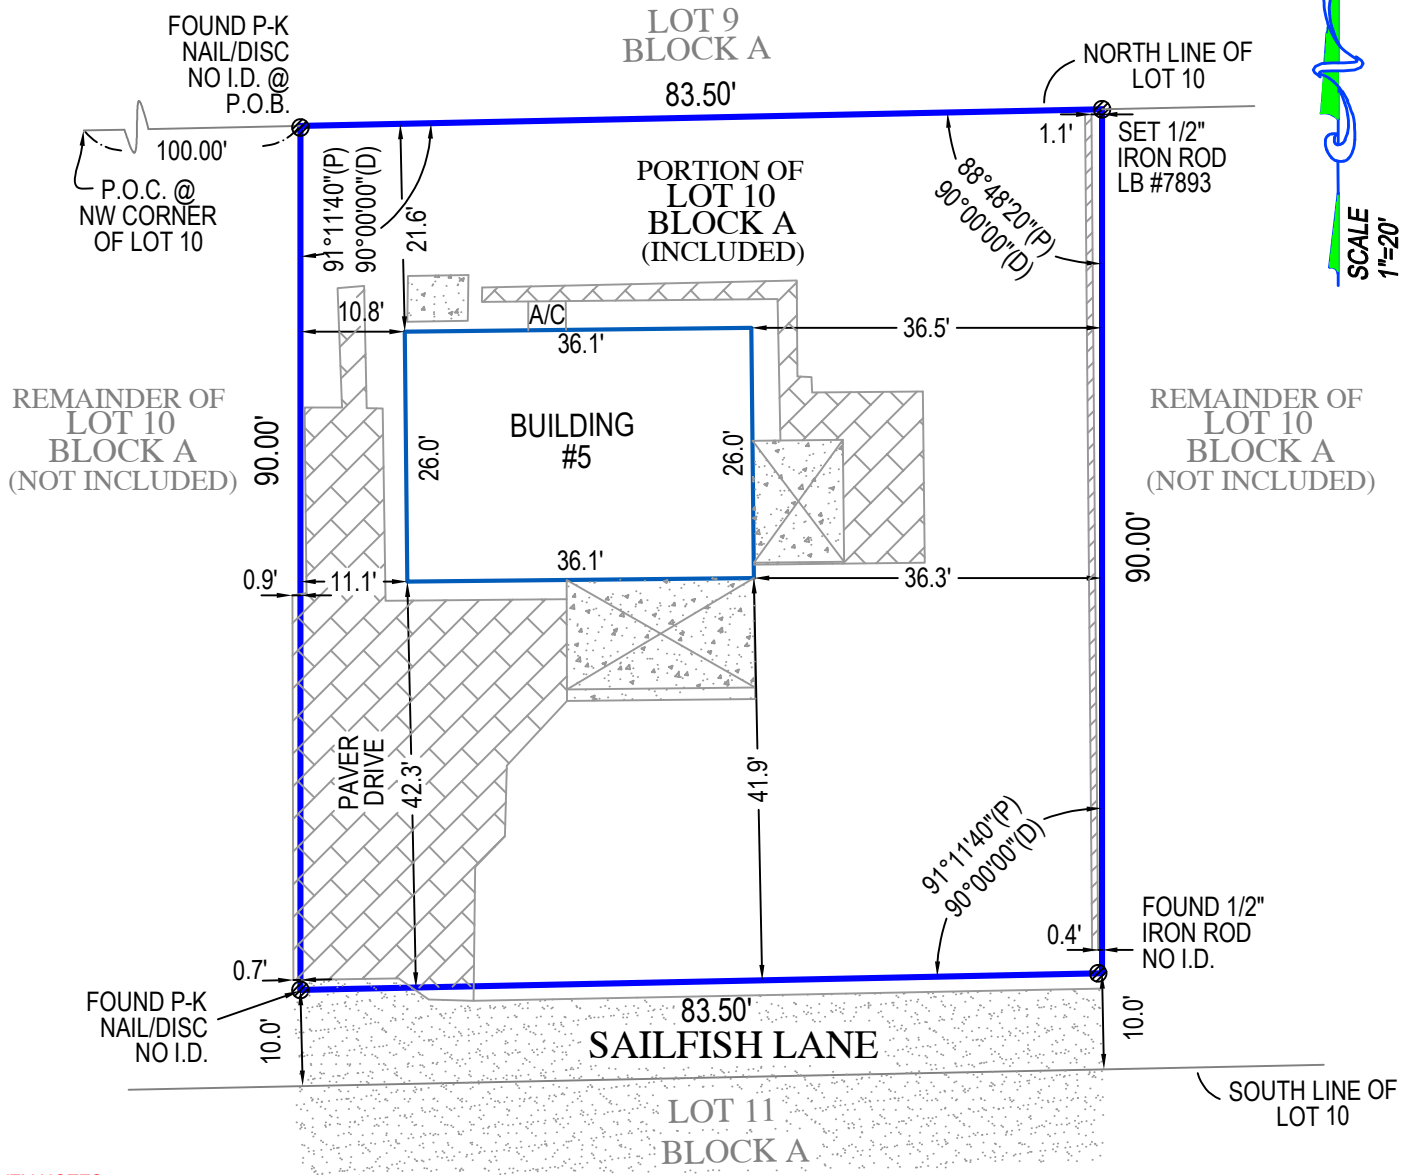 LOT 9
BLOCK A
FOUND P-K
NAIL/DISC
NO I.D. @
P.O.B.
83.50'
NORTH LINE OF
LOT 10
100.00'
P.O.C. @
NW CORNER
OF LOT 10
91°11'40"(P)
90°00'00"(D)
21.6'
PORTION OF
LOT 10
BLOCK A
(INCLUDED)
88°48'20"(P)
90°00'00"(D)
1.1'
SET 1/2"
IRON ROD
LB #7893
SCALE
1"=20'
10.8'
A/C
36.1'
36.5'
REMAINDER OF
LOT 10
BLOCK A
(NOT INCLUDED)
90.00'
26.0'
BUILDING
#5
26.0'
REMAINDER OF
LOT 10
BLOCK A
(NOT INCLUDED)
90.00'
0.9'
11.1'
36.1'
36.3'
PAVER
DRIVE
42.3'
41.9'
91°11'40"(P)
90°00'00"(D)
0.7'
0.4'
FOUND 1/2"
IRON ROD
NO I.D.
FOUND P-K
NAIL/DISC
NO I.D.
10.0'
83.50'
SAILFISH LANE
10.0'
SOUTH LINE OF
LOT 10
LOT 11
BLOCK A